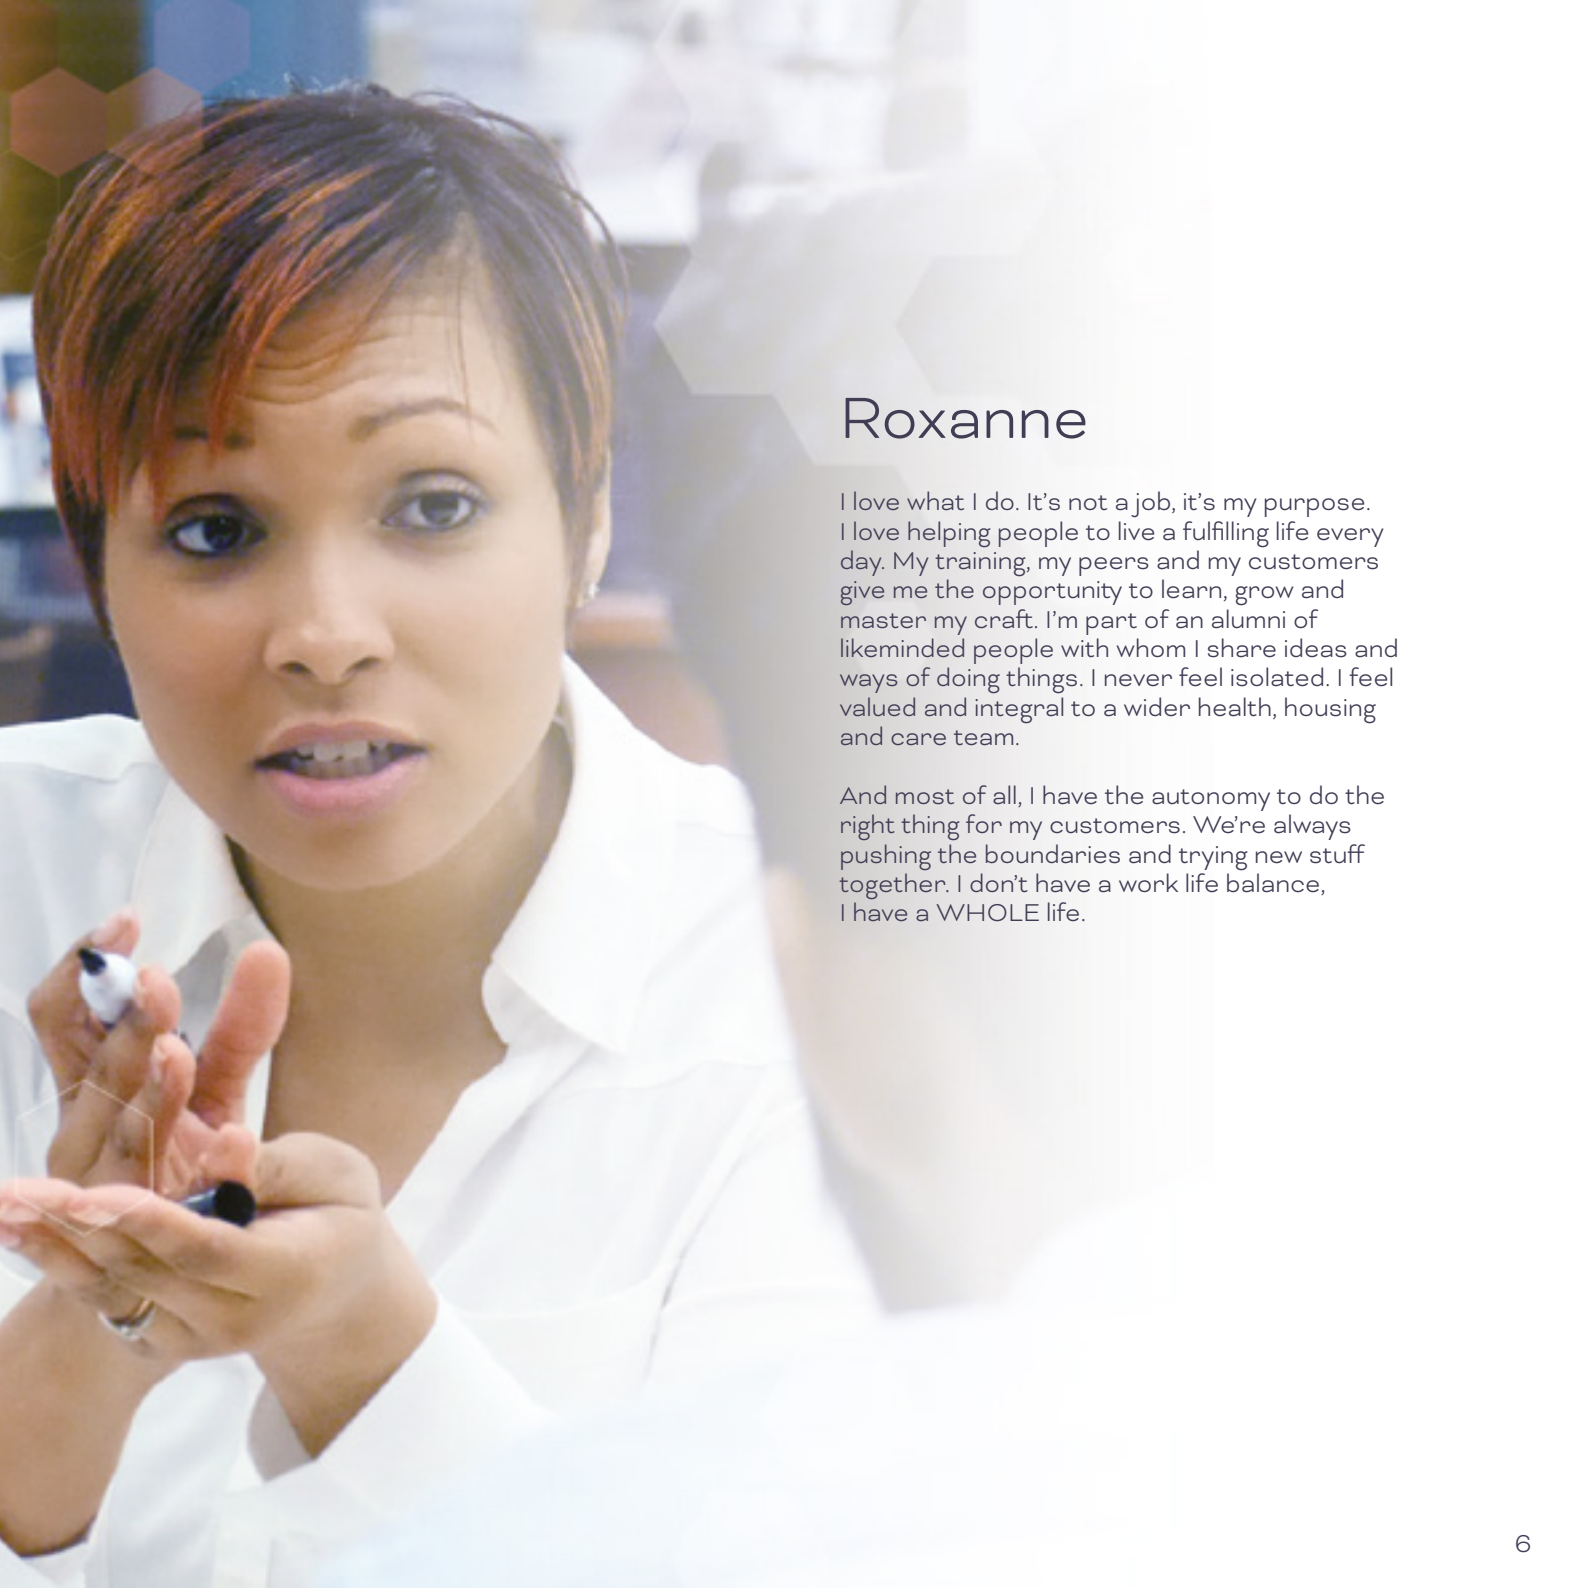 Roxanne
I love what I do. It's not a job, it's my purpose.
I love helping people to live a fulfilling life every
day. My training, my peers and my customers
give me the opportunity to learn, grow and
master my craft. I'm part of an alumni of
likeminded people with whom I share ideas and
ways of doing things. I never feel isolated. I feel
valued and integral to a wider health, housing
and care team.
And most of all, I have the autonomy to do the
right thing for my customers. We're always
pushing the boundaries and trying new stuff
together. I don't have a work life balance,
I have a WHOLE life.
6